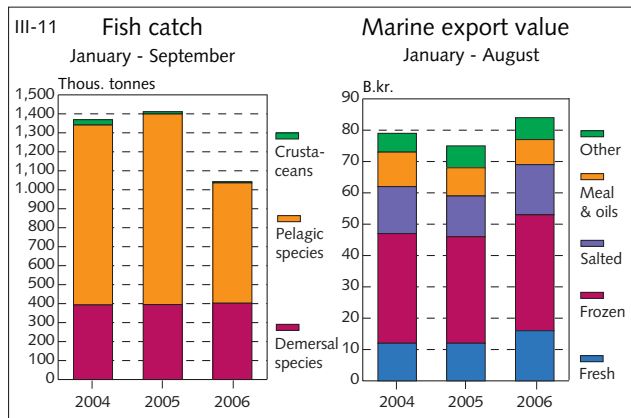 III-11
Fish catch
January - September
Thous. tonnes
1,500
1,400
1,300
1,200
1,100
1.000
900
800
700
600
500
400
300
200
100
0
2004
2005
2006
Crusta-
ceans
Pelagic
species
Demersal
species
Marine export value
January - August
B.kr.
90
80
70
60
50
40
30
20
10
0
2004
2005
2006
Other
Meal
& oils
Salted
Frozen
Fresh